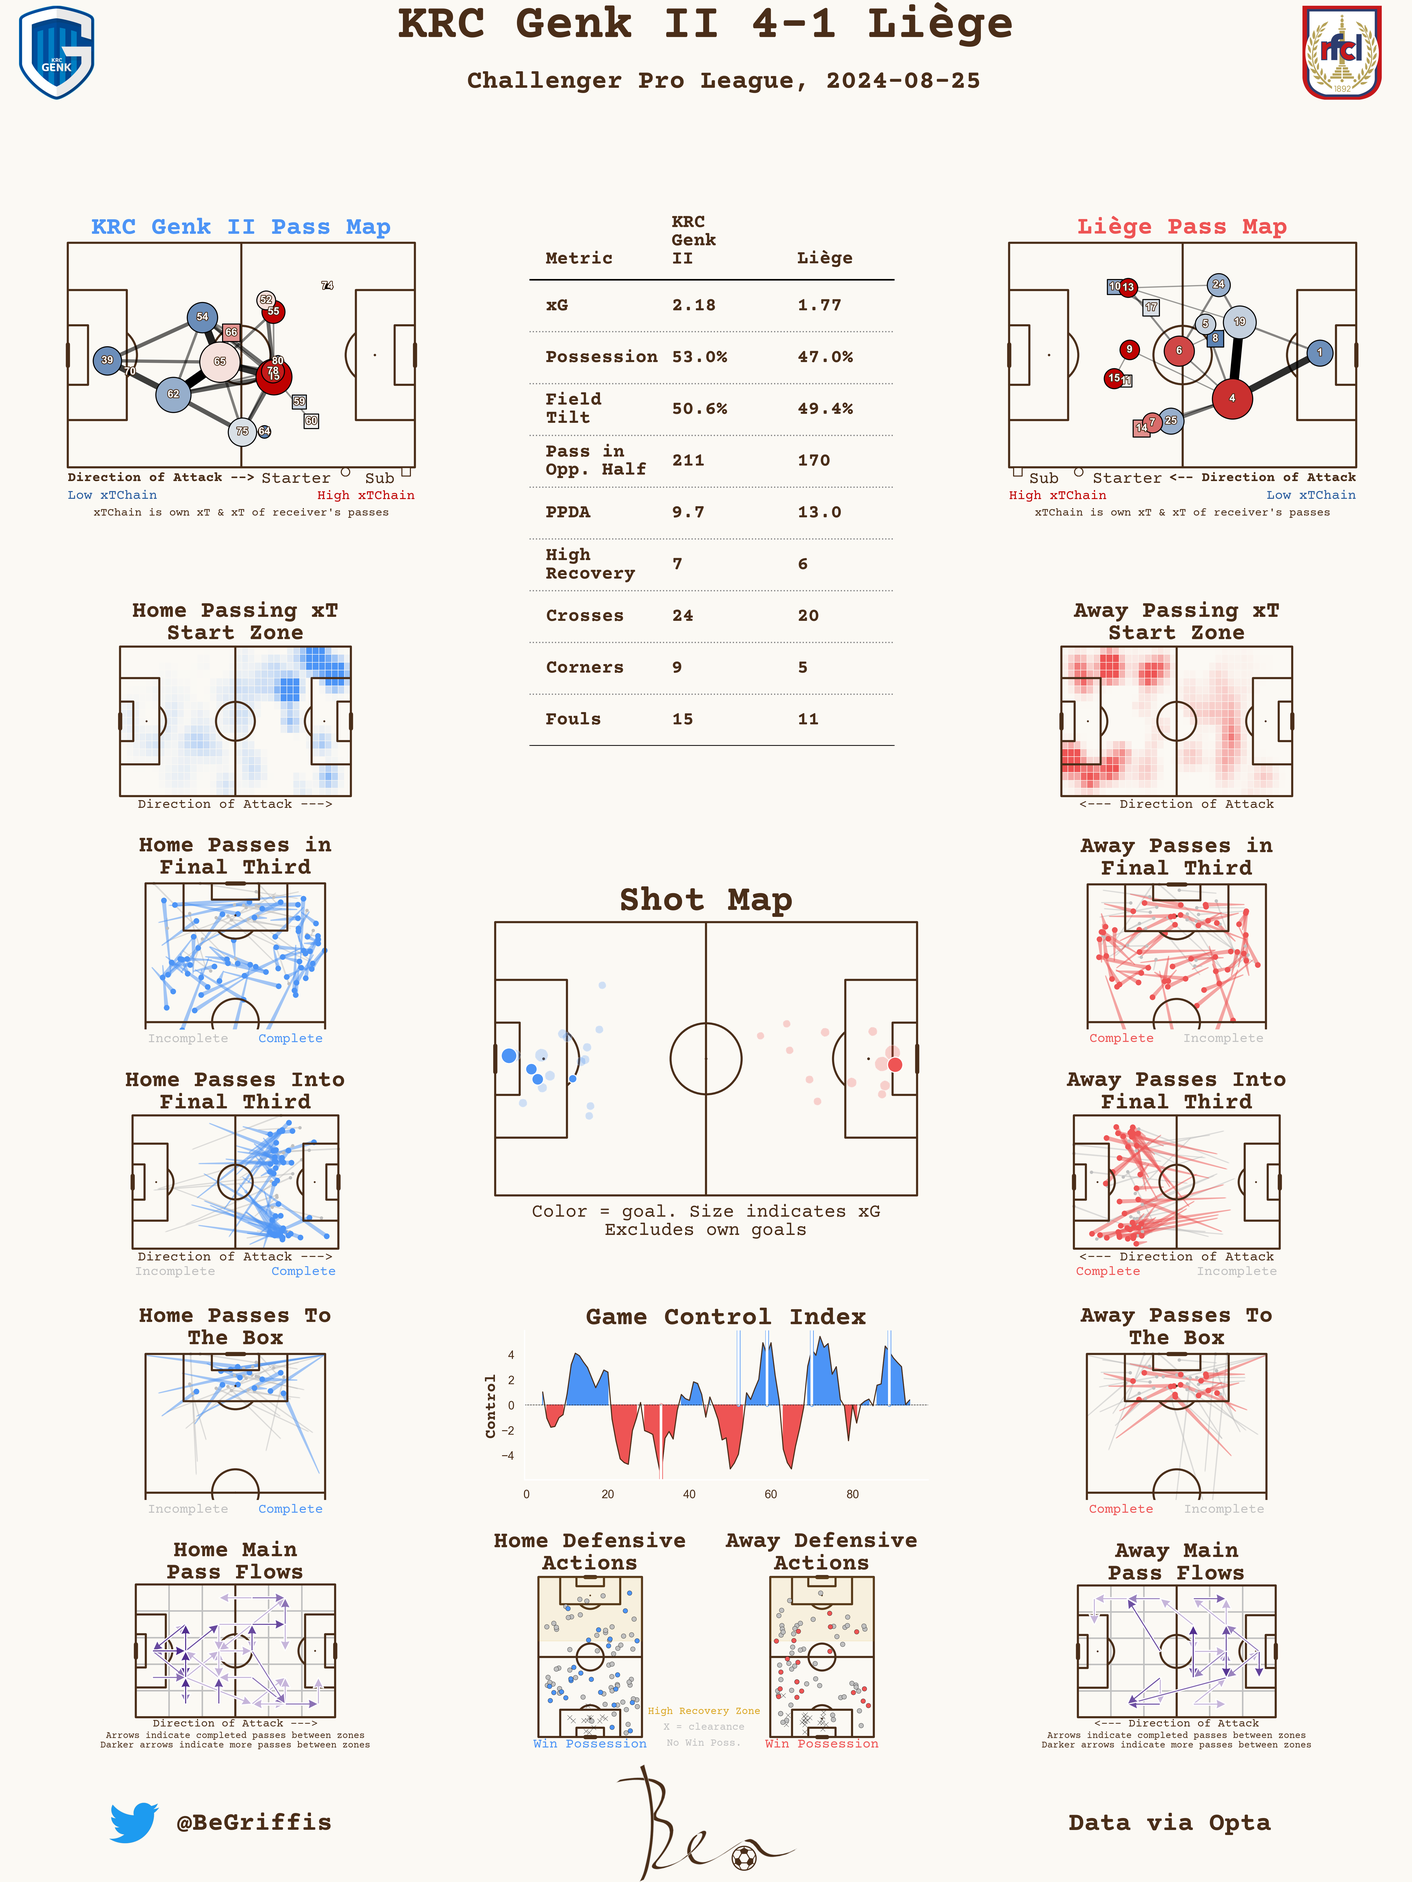 KRC Genk II 4-1 Liège
Challenger Pro League, 2024-08-25
KRC
GENK
rfcl
1892
KRC Genk II Pass Map
39
70
54
62
65
66
52
55
74
80
78
15
59
60
75
64
Direction of Attack --> Starter Sub
Low xTChain High xTChain
xTChain is own xT & xT of receiver's passes
Metric KRC Genk II Liège
xG 2.18 1.77
Possession 53.0% 47.0%
Field Tilt 50.6% 49.4%
Pass in Opp. Half 211 170
PPDA 9.7 13.0
High Recovery 7 6
Crosses 24 20
Corners 9 5
Fouls 15 11
Liège Pass Map
10
13
17
24
5
19
8
9
6
1
15
11
4
14
7
25
Sub Starter <-- Direction of Attack
High xTChain Low xTChain
xTChain is own xT & xT of receiver's passes
Home Passing xT
Start Zone
Direction of Attack --->
Away Passing xT
Start Zone
<--- Direction of Attack
Home Passes in
Final Third
Incomplete Complete
Shot Map
Color = goal. Size indicates xG
Excludes own goals
Away Passes in
Final Third
Complete Incomplete
Home Passes Into
Final Third
Direction of Attack --->
Incomplete Complete
Away Passes Into
Final Third
<--- Direction of Attack
Complete Incomplete
Home Passes To
The Box
Incomplete Complete
Game Control Index
Control
4
2
0
−2
−4
0 20 40 60 80
Away Passes To
The Box
Complete Incomplete
Home Main
Pass Flows
Direction of Attack --->
Arrows indicate completed passes between zones
Darker arrows indicate more passes between zones
Home Defensive
Actions
Win Possession
High Recovery Zone
X = clearance
No Win Poss.
Away Defensive
Actions
Win Possession
Away Main
Pass Flows
<--- Direction of Attack
Arrows indicate completed passes between zones
Darker arrows indicate more passes between zones
@BeGriffis
Ben
Data via Opta